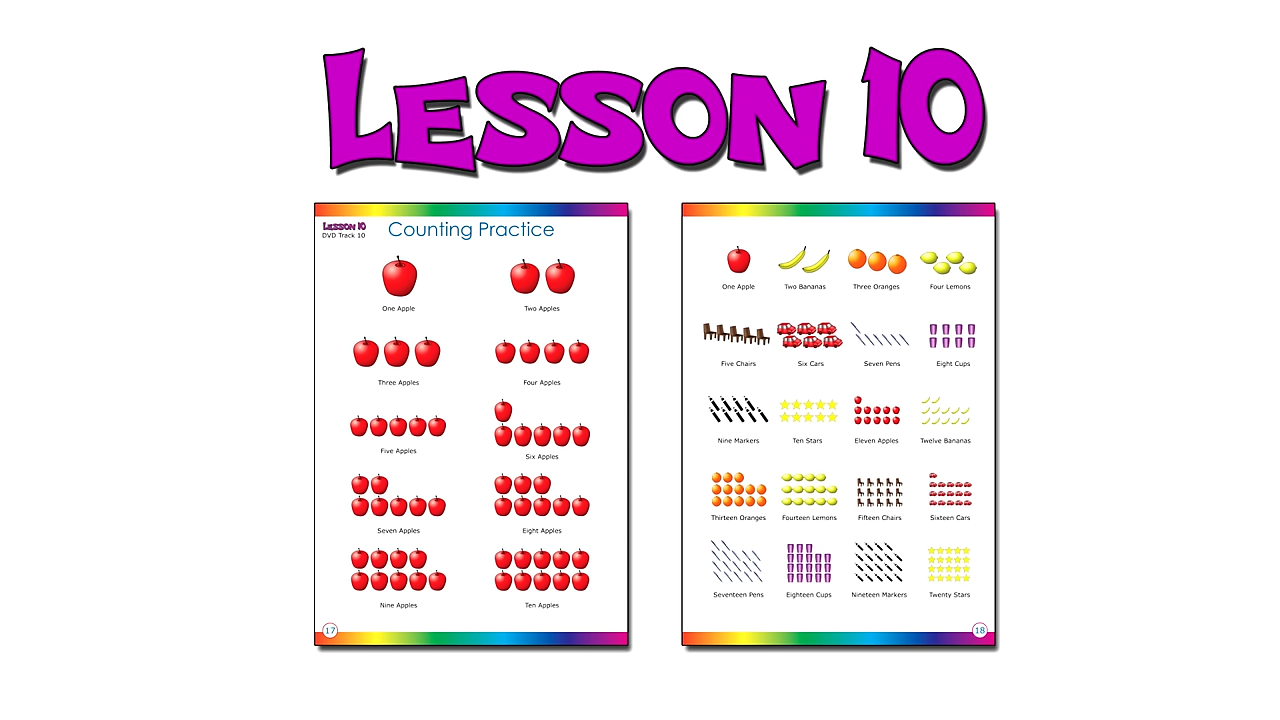 LESSON 10
LESSON 10
DVD Track 10
Counting Practice
One Apple
Two Apples
Three Apples
Four Apples
Five Apples
Six Apples
Seven Apples
Eight Apples
Nine Apples
Ten Apples
17
One Apple
Two Bananas
Three Oranges
Four Lemons
Five Chairs
Six Cars
Seven Pens
Eight Cups
Nine Markers
Ten Stars
Eleven Apples
Twelve Bananas
Thirteen Oranges
Fourteen Lemons
Fifteen Chairs
Sixteen Cars
Seventeen Pens
Eighteen Cups
Nineteen Markers
Twenty Stars
18